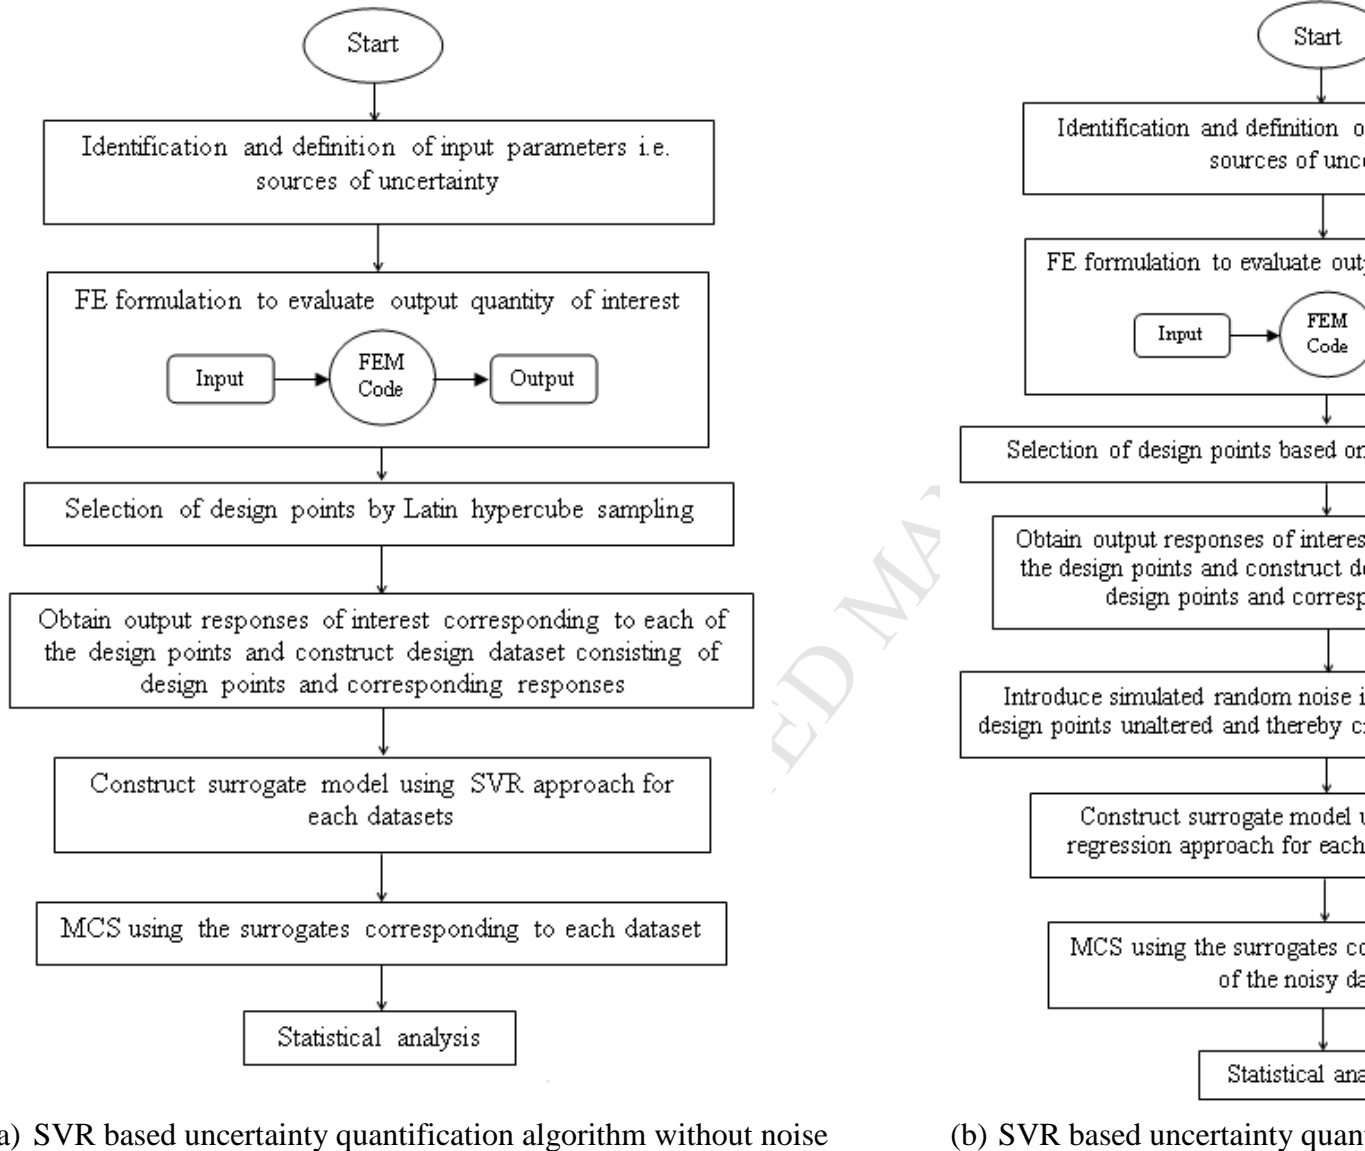 Start
Identification and definition of input parameters i.e.
sources of uncertainty
FE formulation to evaluate output quantity of interest
Input
FEM
Code
Output
Selection of design points by Latin hypercube sampling
Obtain output responses of interest corresponding to each of
the design points and construct design dataset consisting of
design points and corresponding responses
Construct surrogate model using SVR approach for
each datasets
MCS using the surrogates corresponding to each dataset
Statistical analysis
a) SVR based uncertainty quantification algorithm without noise
Start
Identification and definition o
sources of unc
FE formulation to evaluate out
Input
FEM
Code
Selection of design points based on
Obtain output responses of interes
the design points and construct d
design points and corresp
Introduce simulated random noise i
design points unaltered and thereby c
Construct surrogate model
regression approach for each
MCS using the surrogates co
of the noisy da
Statistical ana
(b) SVR based uncertainty quan
ED MA